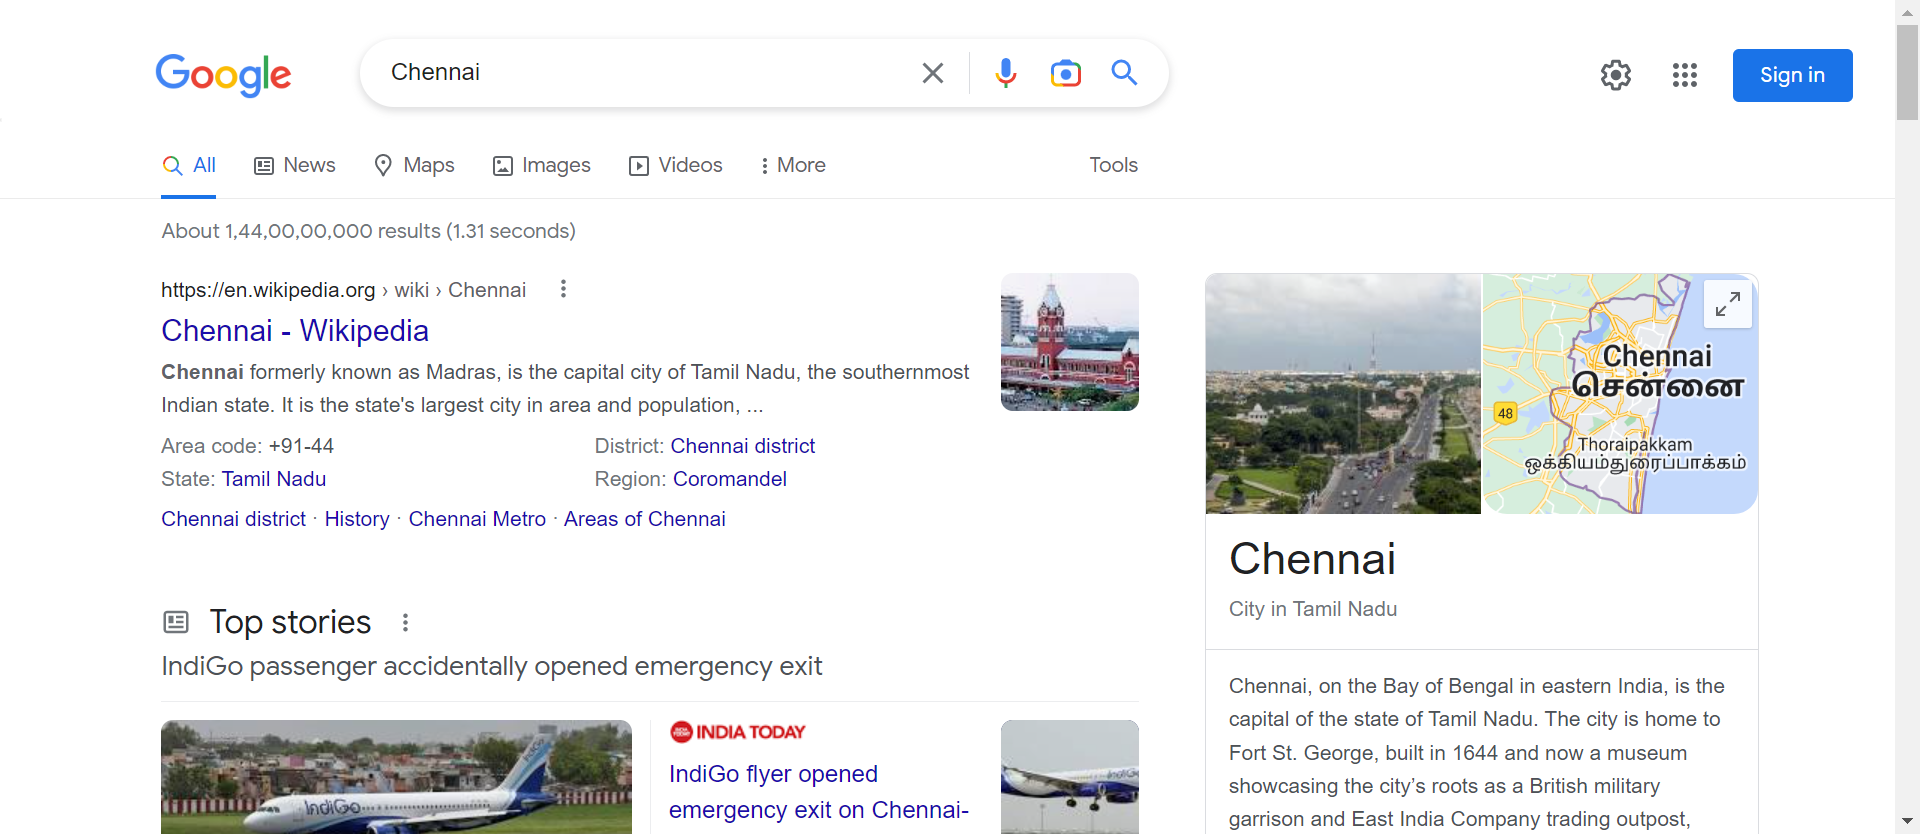 Google
Chennai
Sign in
All
News
Maps
Images
Videos
More
Tools
About 1,44,00,00,000 results (1.31 seconds)
https://en.wikipedia.org › wiki › Chennai
Chennai - Wikipedia
Chennai formerly known as Madras, is the capital city of Tamil Nadu, the southernmost
Indian state. It is the state's largest city in area and population, ...
Area code: +91-44
District: Chennai district
State: Tamil Nadu
Region: Coromandel
Chennai district · History · Chennai Metro · Areas of Chennai
Top stories
IndiGo passenger accidentally opened emergency exit
IndiGo
INDIA TODAY
INDIA TODAY
IndiGo flyer opened
emergency exit on Chennai-
IndiGo
Chennai
சென்னை
48
Thoraipakkam
ஒக்கியம்துரைப்பாக்கம்
Chennai
City in Tamil Nadu
Chennai, on the Bay of Bengal in eastern India, is the
capital of the state of Tamil Nadu. The city is home to
Fort St. George, built in 1644 and now a museum
showcasing the city’s roots as a British military
garrison and East India Company trading outpost,